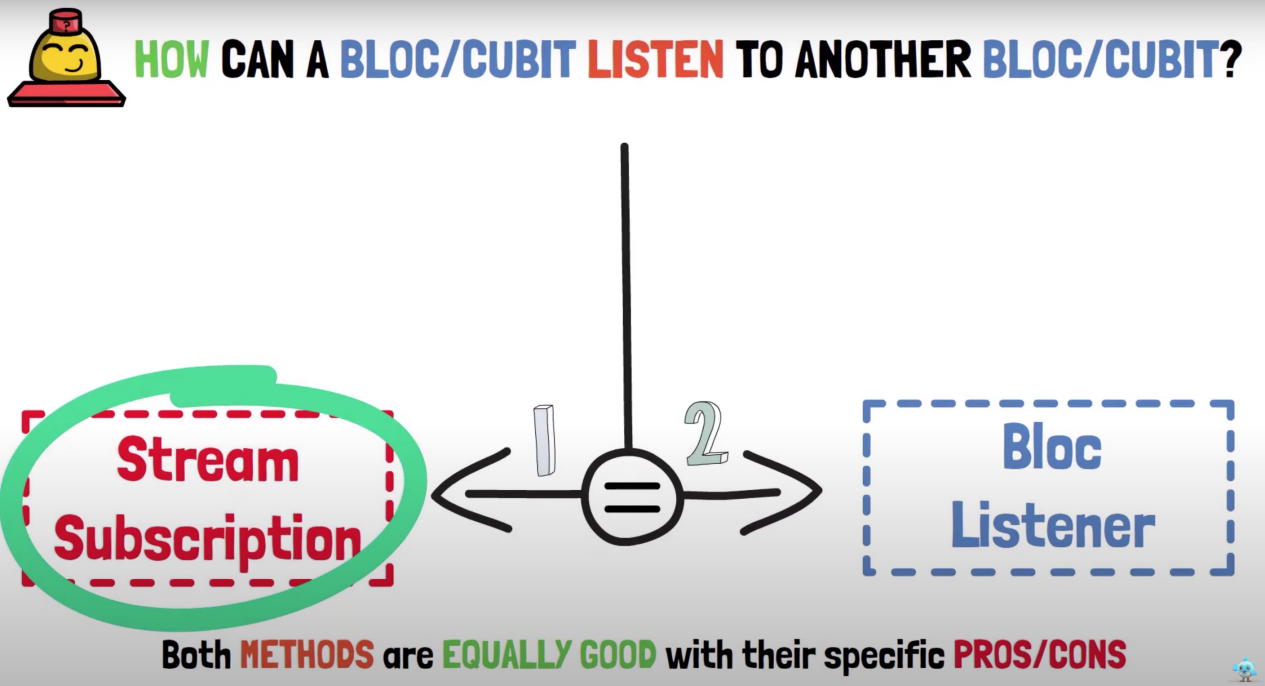 HOW CAN A BLOC/CUBIT LISTEN TO ANOTHER BLOC/CUBIT?
?
1
2
Stream
Subscription
Bloc
Listener
Both METHODS are EQUALLY GOOD with their specific PROS/CONS